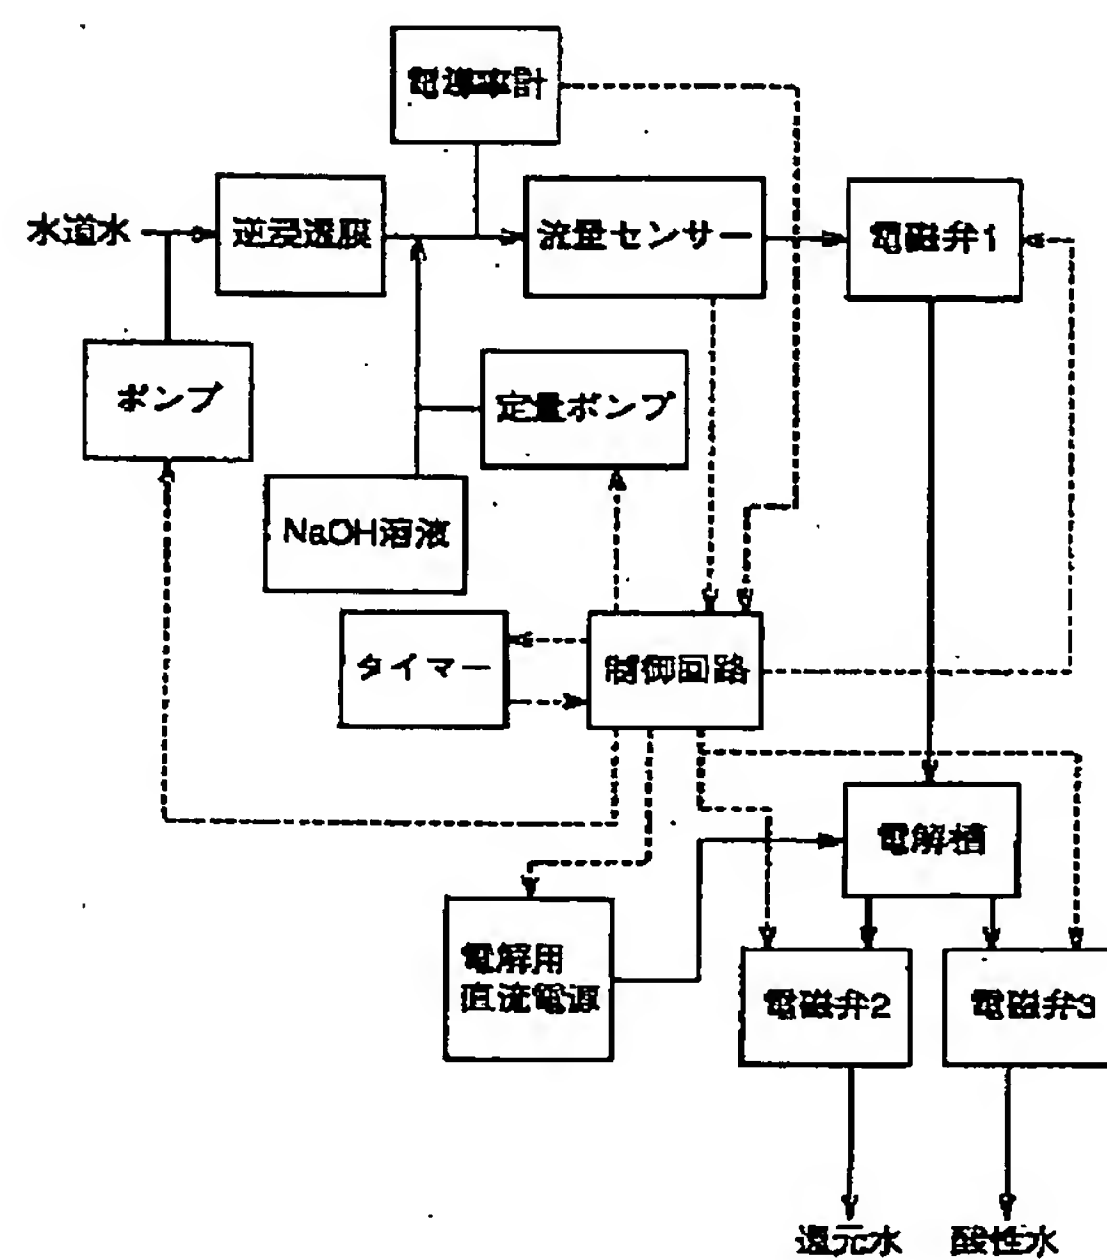 電導率計
水道水
逆浸透膜
流量センサー
電磁弁1
ポンプ
定量ポンプ
NaOH溶液
タイマー
制御回路
電解槽
電解用
直流電源
電磁弁2
電磁弁3
還元水
酸性水